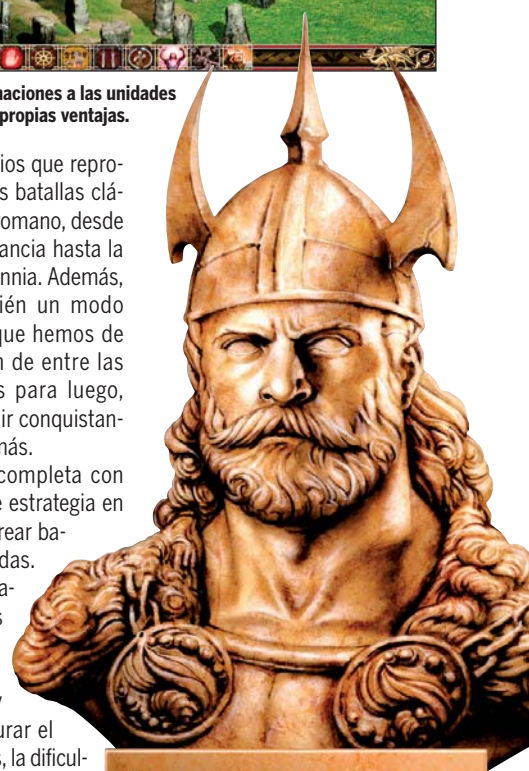 naciones a las unidades
propias ventajas.
ios que repro-
s batallas clá-
romano, desde
ancia hasta la
nnia. Además,
ién un modo
que hemos de
n de entre las
s para luego,
ir conquistan-
nás.
completa con
e estrategia en
rear ba-
das.
a-
s
y
urar el
s, la dificul-